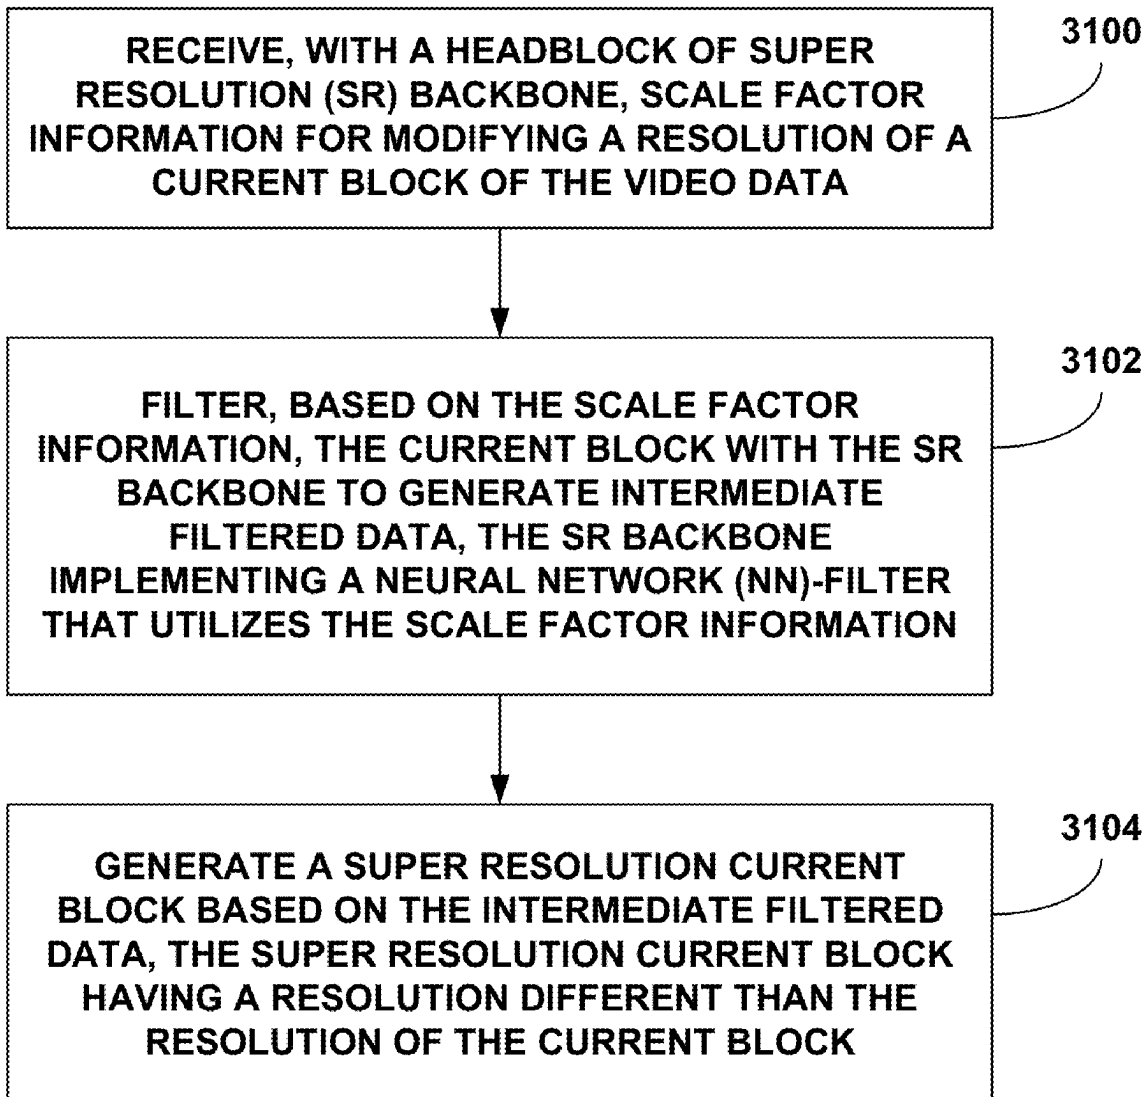 RECEIVE, WITH A HEADBLOCK OF SUPER
RESOLUTION (SR) BACKBONE, SCALE FACTOR
INFORMATION FOR MODIFYING A RESOLUTION OF A
CURRENT BLOCK OF THE VIDEO DATA
3100
FILTER, BASED ON THE SCALE FACTOR
INFORMATION, THE CURRENT BLOCK WITH THE SR
BACKBONE TO GENERATE INTERMEDIATE
FILTERED DATA, THE SR BACKBONE
IMPLEMENTING A NEURAL NETWORK (NN)-FILTER
THAT UTILIZES THE SCALE FACTOR INFORMATION
3102
GENERATE A SUPER RESOLUTION CURRENT
BLOCK BASED ON THE INTERMEDIATE FILTERED
DATA, THE SUPER RESOLUTION CURRENT BLOCK
HAVING A RESOLUTION DIFFERENT THAN THE
RESOLUTION OF THE CURRENT BLOCK
3104